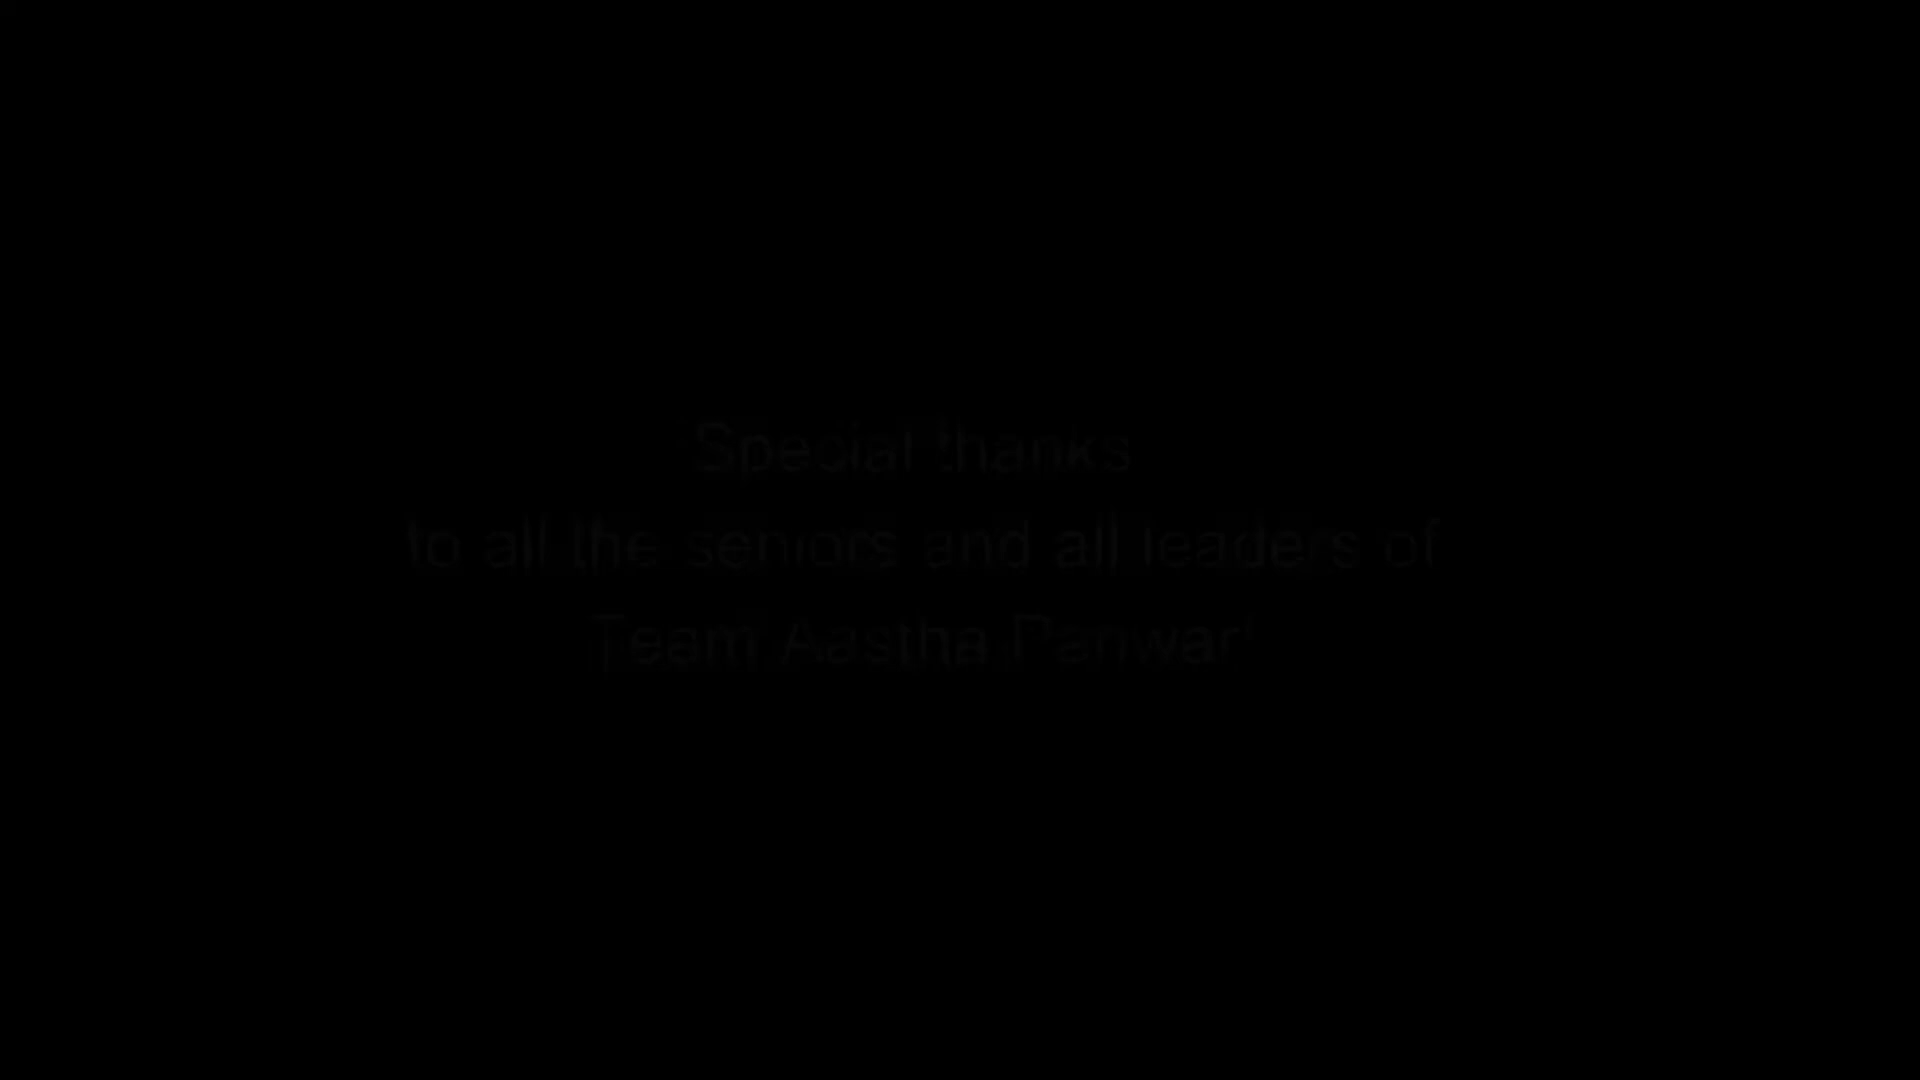 Special thanks
to all the seniors and all leaders of
Team Aastha Panwar